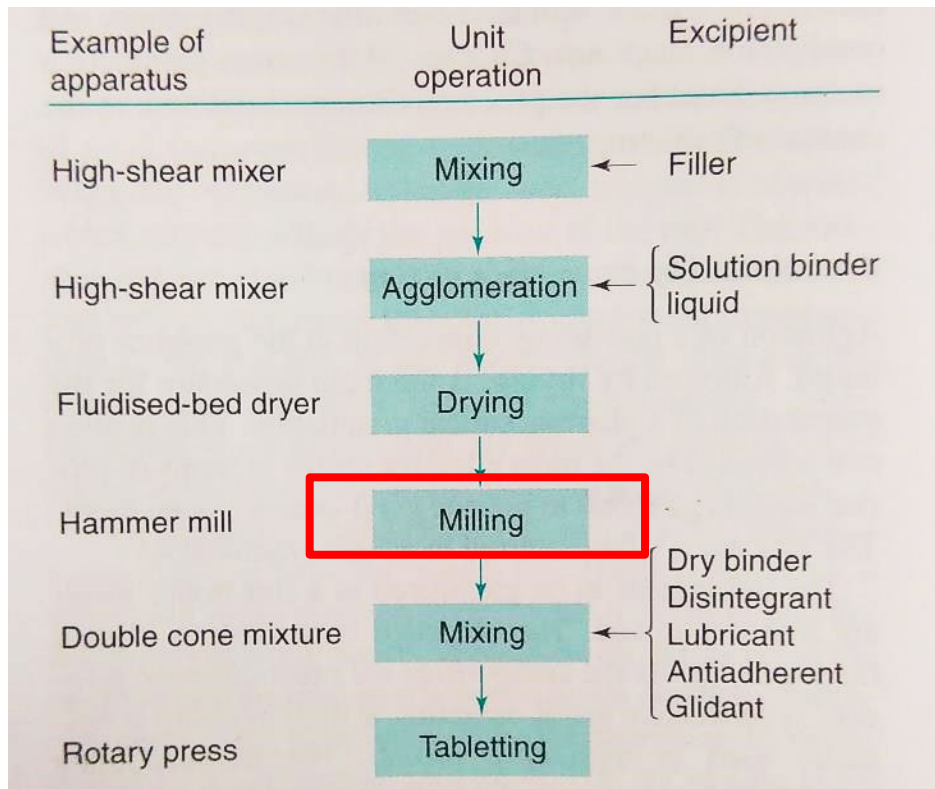 Example of apparatus
Unit operation
Excipient
High-shear mixer
Mixing
Filler
High-shear mixer
Agglomeration
Solution binder
liquid
Fluidised-bed dryer
Drying
Hammer mill
Milling
Dry binder
Disintegrant
Double cone mixture
Mixing
Lubricant
Antiadherent
Glidant
Rotary press
Tabletting